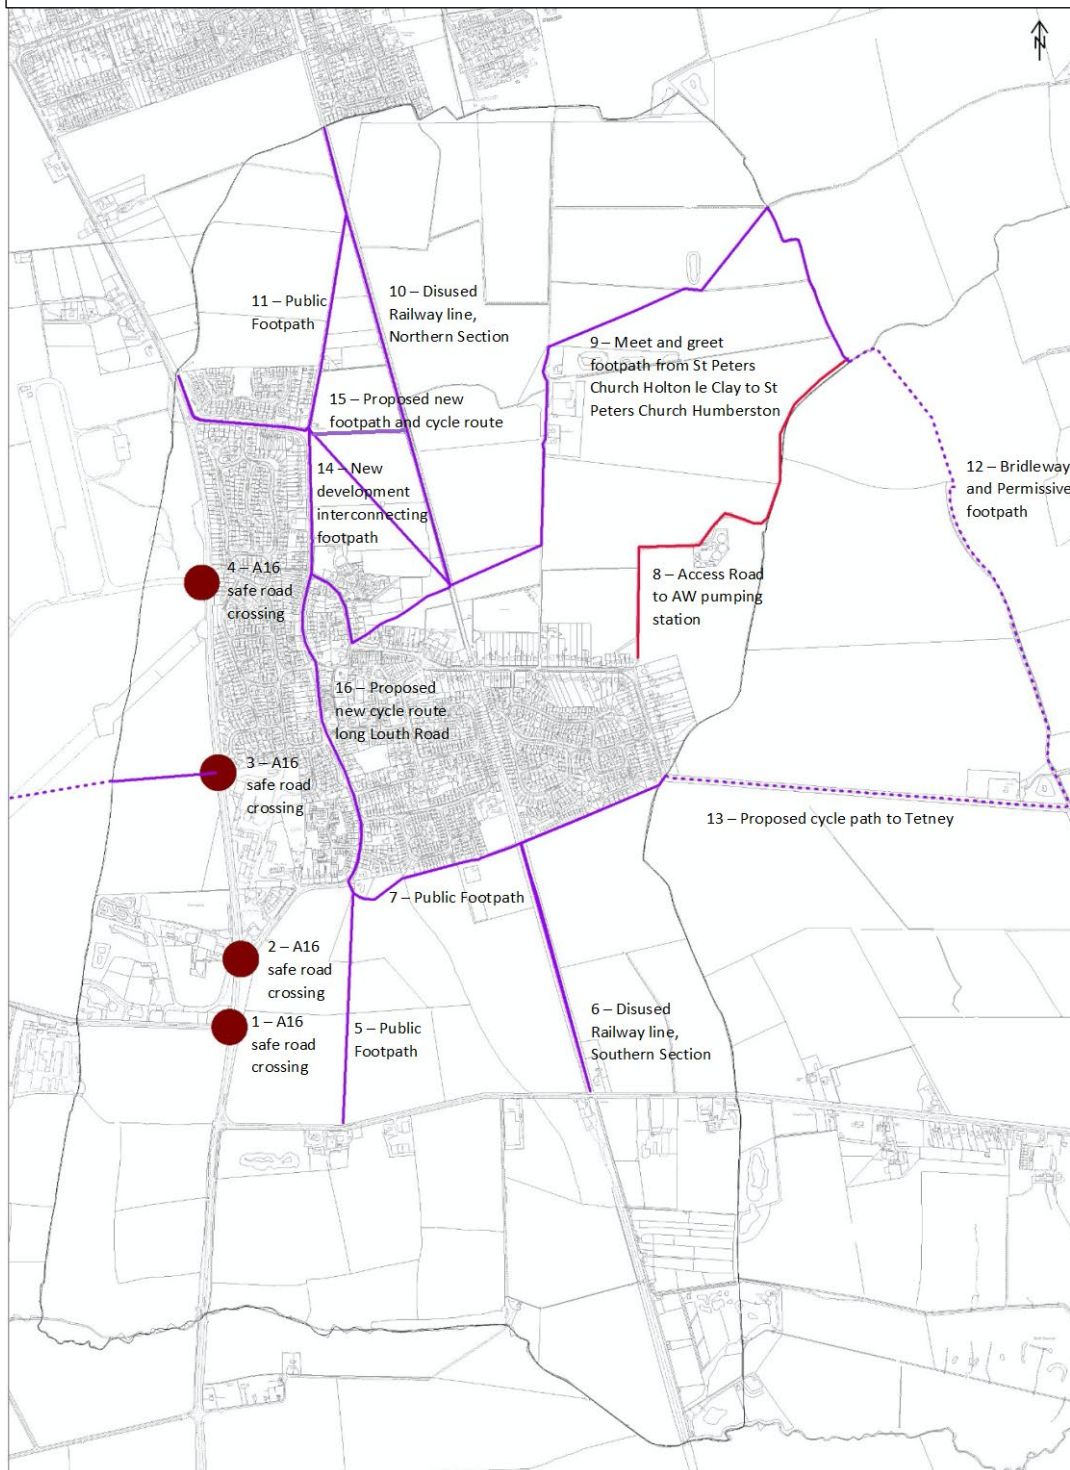 N
11 – Public
Footpath
10 – Disused
Railway line,
Northern Section
9 – Meet and greet
footpath from St Peters
Church Holton le Clay to St
Peters Church Humberston
15 – Proposed new
footpath and cycle route
14 – New
development
interconnecting
footpath
12 – Bridleway
and Permissive
footpath
4 – A16
safe road
crossing
8 – Access Road
to AW pumping
station
16 – Proposed
new cycle route
long Louth Road
3 – A16
safe road
crossing
13 – Proposed cycle path to Tetney
7 – Public Footpath
2 – A16
safe road
crossing
1 – A16
safe road
crossing
5 – Public
Footpath
6 – Disused
Railway line,
Southern Section